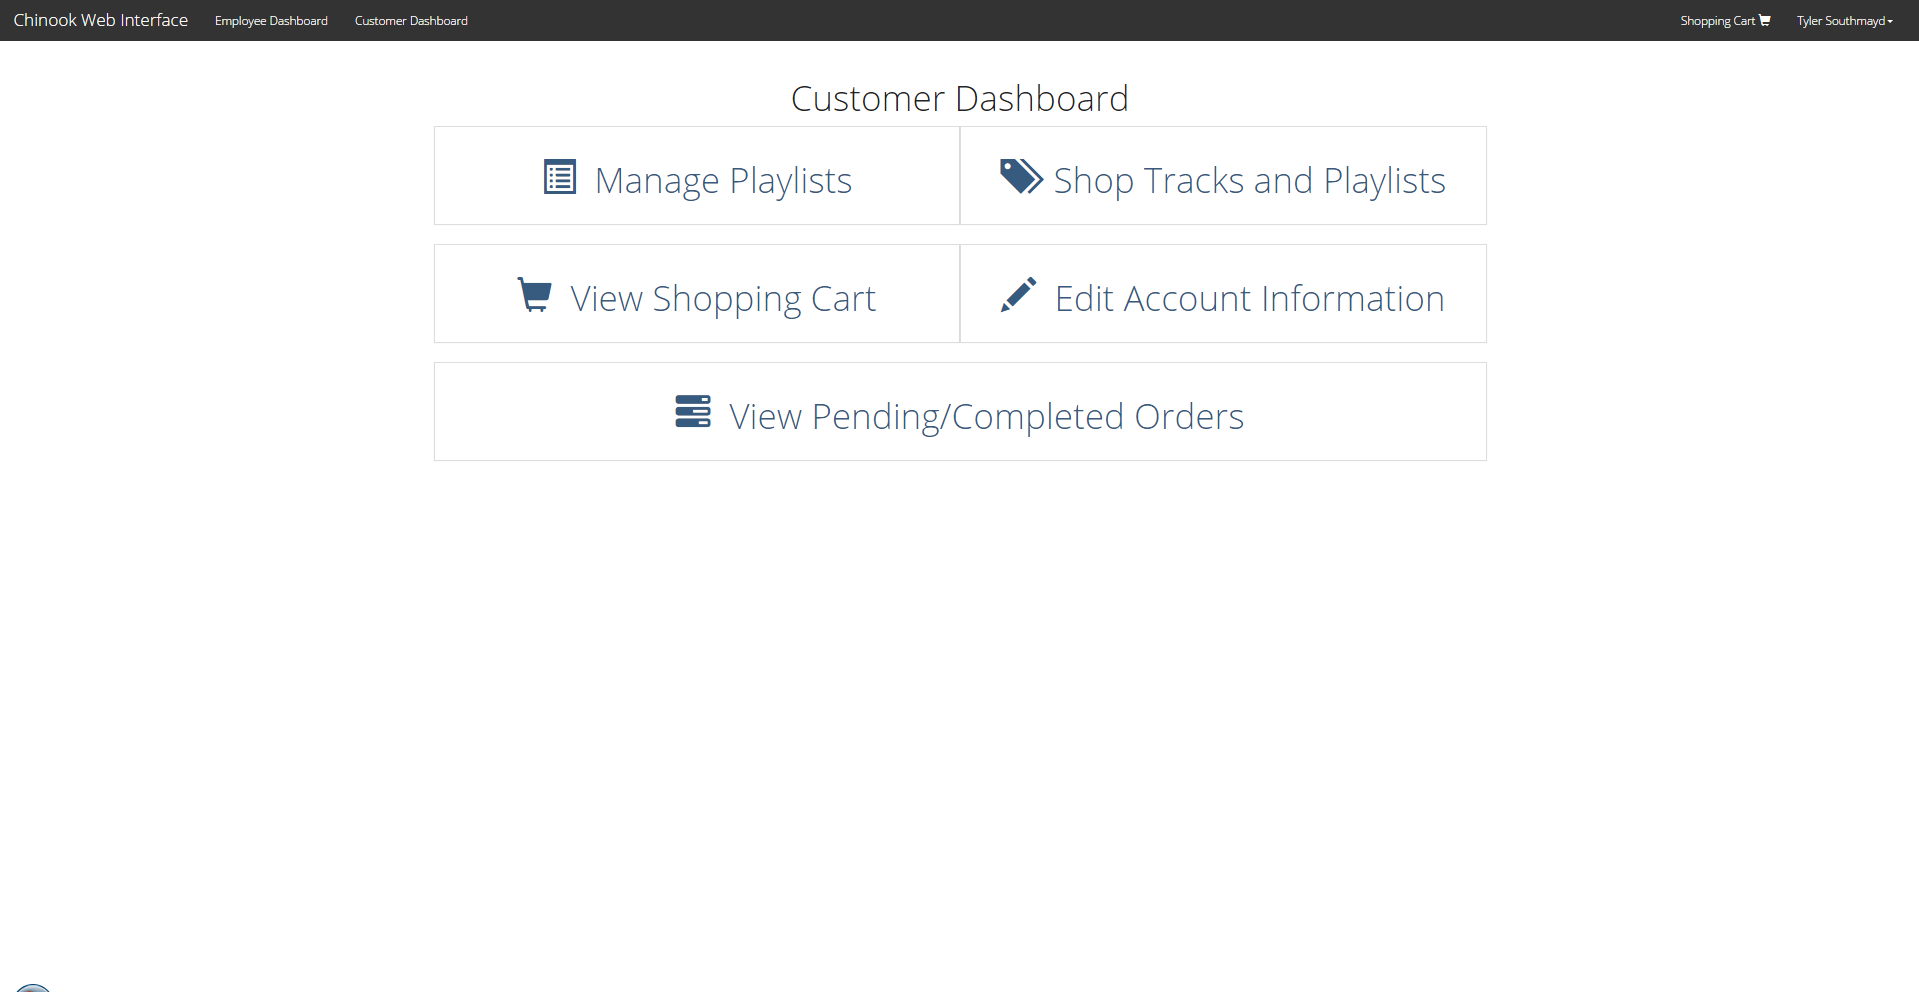 Chinook Web Interface Employee Dashboard Customer Dashboard Shopping Cart Tyler Southmayd
Customer Dashboard
Manage Playlists Shop Tracks and Playlists
View Shopping Cart Edit Account Information
View Pending/Completed Orders